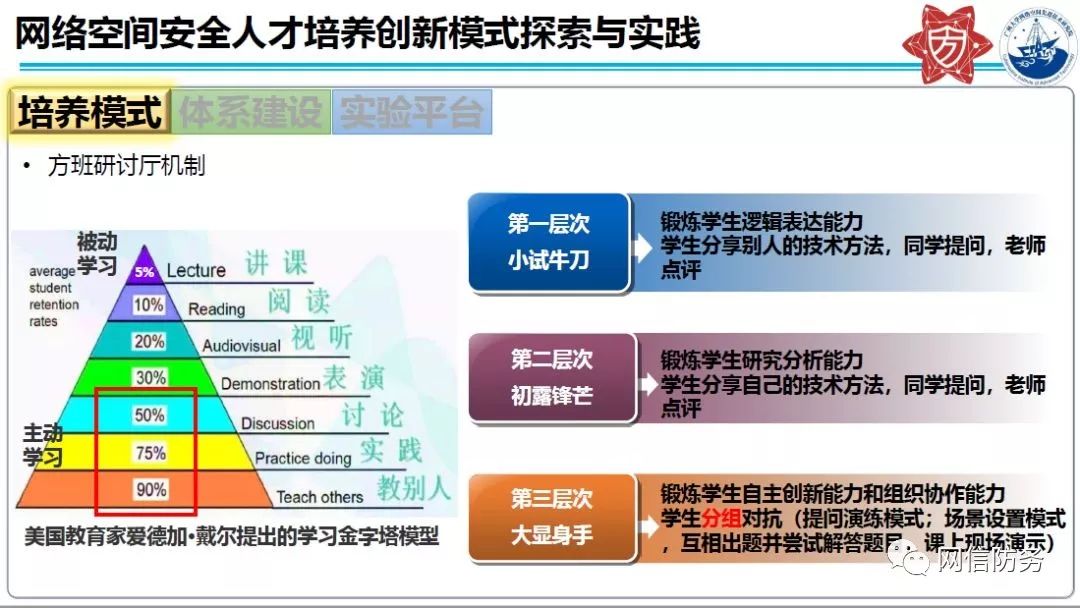 网络空间安全人才培养创新模式探索与实践
方
培养模式 体系建设 实验平台
• 方班研讨厅机制
被动
学习
average
student
retention
rates
5% Lecture 讲 课
10% Reading 阅 读
20% Audiovisual 视 听
30% Demonstration 表 演
50% Discussion 讨 论
主动
学习
75% Practice doing 实 践
90% Teach others 教别人
美国教育家爱德加·戴尔提出的学习金字塔模型
第一层次
小试牛刀
锻炼学生逻辑表达能力
学生分享别人的技术方法，同学提问，老师
点评
第二层次
初露锋芒
锻炼学生研究分析能力
学生分享自己的技术方法，同学提问，老师
点评
第三层次
大显身手
锻炼学生自主创新能力和组织协作能力
学生分组对抗（提问演练模式；场景设置模式
，互相出题并尝试解答题目，课上现场演示）
网信防务